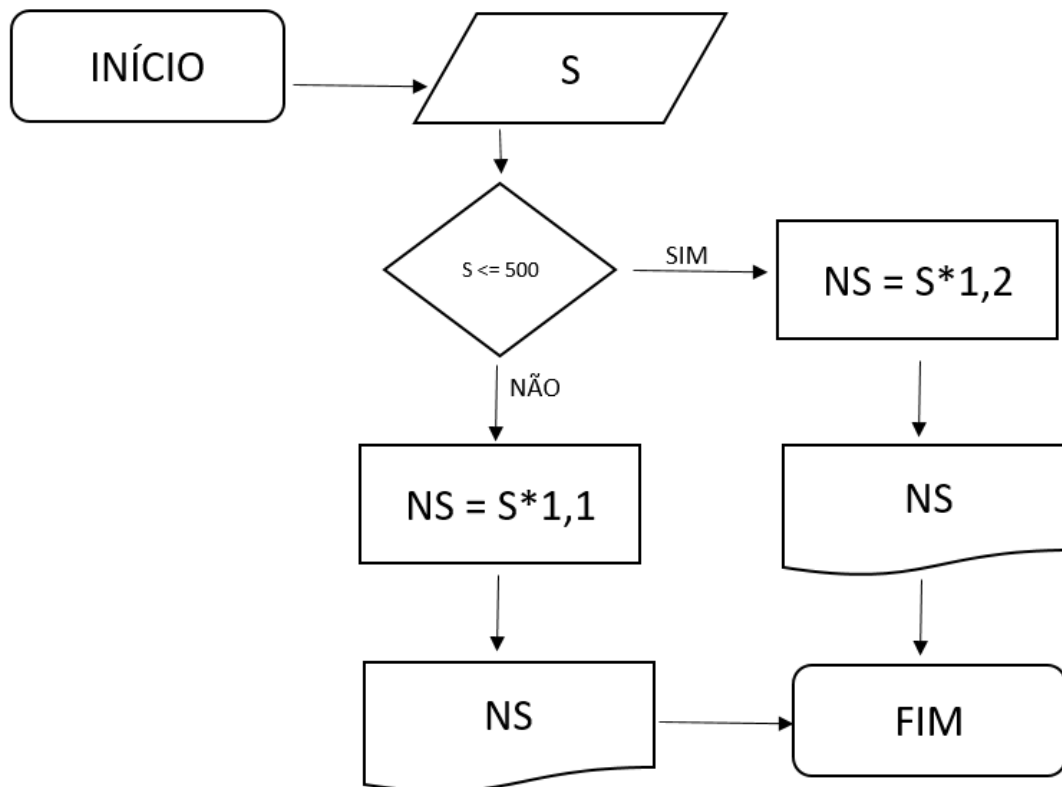 INÍCIO
S
S <= 500
SIM
NS = S*1,2
NÃO
NS = S*1,1
NS
NS
FIM